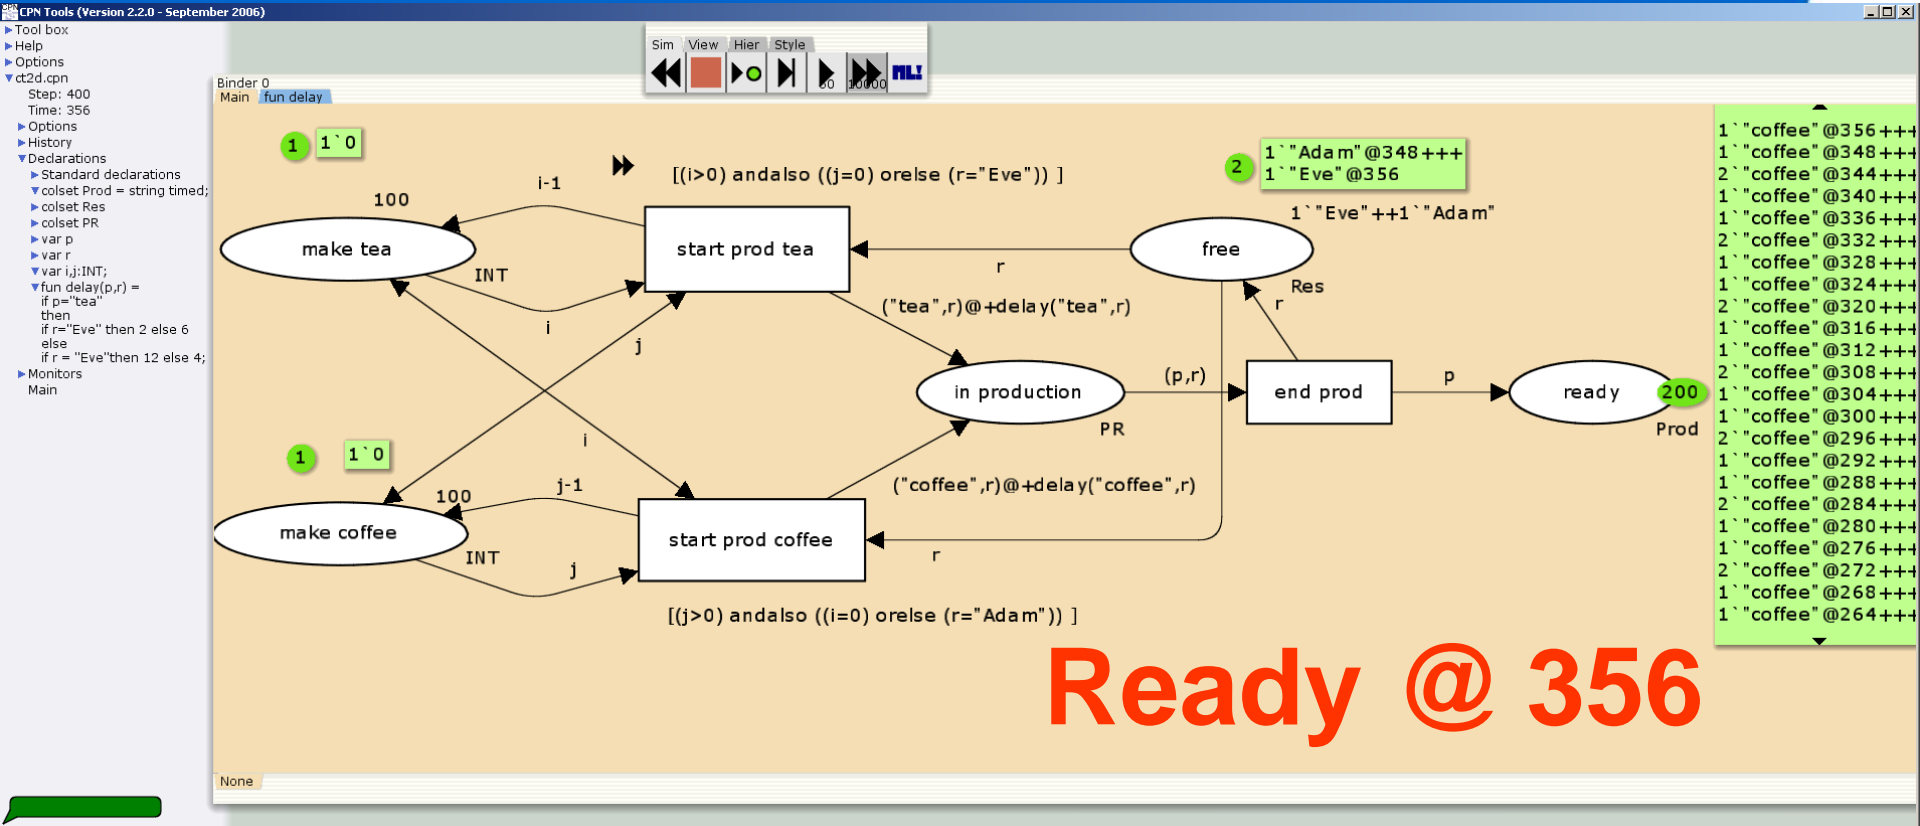 CPN Tools (Version 2.2.0 - September 2006)
Tool box
Help
Options
ct2d.cpn
Step: 400
Time: 356
Options
History
Declarations
Standard declarations
colset Prod = string timed;
colset Res
colset PR
var p
var r
var i,j:INT;
fun delay(p,r) =
if p="tea"
then
if r="Eve" then 2 else 6
else
if r = "Eve"then 12 else 4;
Monitors
Main
Sim View Hier Style
50 10000 ML!
Binder 0
Main fun delay
1 1`0
[(i>0) andalso ((j=0) orelse (r="Eve")) ]
2
1`"Adam"@348+++
1`"Eve"@356
i-1
100
1`"Eve"++1`"Adam"
make tea
start prod tea
free
INT
r
Res
i
("tea",r)@+delay("tea",r)
r
j
in production
(p,r)
end prod
p
ready
200
PR
Prod
i
1 1`0
j-1
("coffee",r)@+delay("coffee",r)
100
make coffee
start prod coffee
INT
j
r
[(j>0) andalso ((i=0) orelse (r="Adam")) ]
1`"coffee"@356+++
1`"coffee"@348+++
2`"coffee"@344+++
1`"coffee"@340+++
1`"coffee"@336+++
2`"coffee"@332+++
1`"coffee"@328+++
1`"coffee"@324+++
2`"coffee"@320+++
1`"coffee"@316+++
1`"coffee"@312+++
2`"coffee"@308+++
1`"coffee"@304+++
1`"coffee"@300+++
2`"coffee"@296+++
1`"coffee"@292+++
1`"coffee"@288+++
2`"coffee"@284+++
1`"coffee"@280+++
1`"coffee"@276+++
2`"coffee"@272+++
1`"coffee"@268+++
1`"coffee"@264+++
Ready @ 356
None